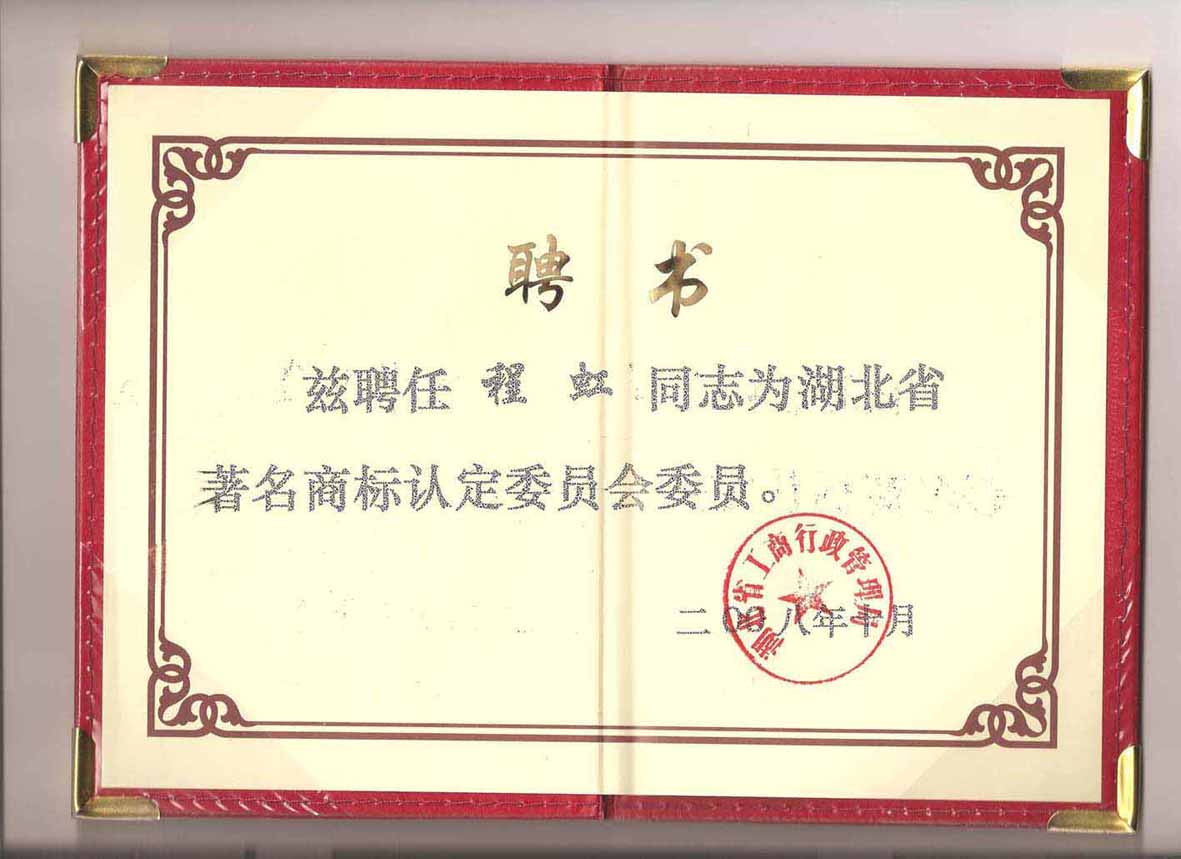 聘 书
兹聘任 程 虹 同志为湖北省
著名商标认定委员会委员。
湖北省工商行政管理局
二〇〇八年十月